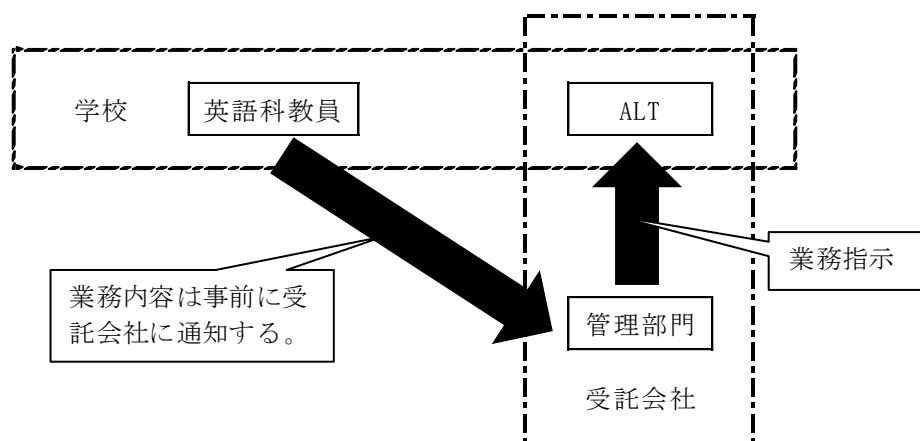 学校
英語科教員
ALT
業務内容は事前に受
託会社に通知する。
業務指示
管理部門
受託会社